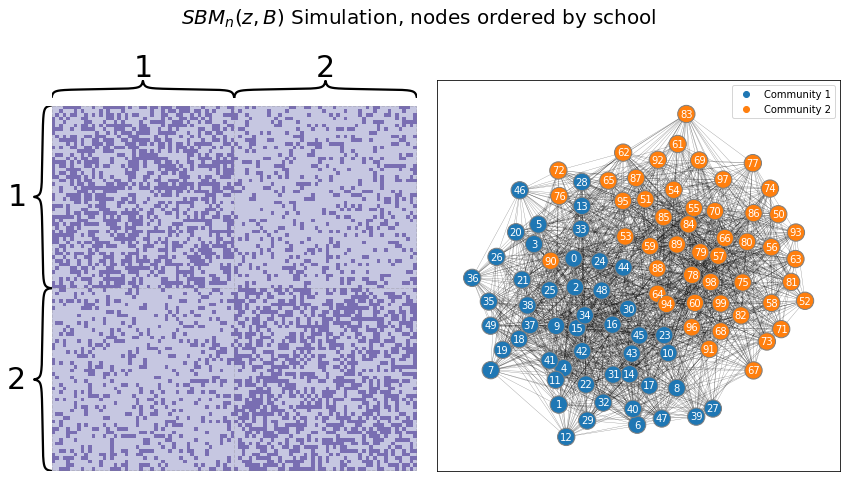 SBMₙ(z, B) Simulation, nodes ordered by school
1 2
1
2
Community 1
Community 2
83
61
62 92 69 77
72 28 65 87 97
46 76 13 95 51 54 74
5 33 85 55 70 86 50
20 3 53 59 89 84 66 80 56 93
26 90 0 24 44 88 79 57 63
36 21 2 78 98 75 81
35 25 48 64 94 60 99 58 52
38 34 30 82
49 37 9 15 16 96 68 71
18 45 23 73
19 42 43 10 91
7 41 4 31 14 67
11 22 17 8
1 32 40 27
29 6 47 39
12